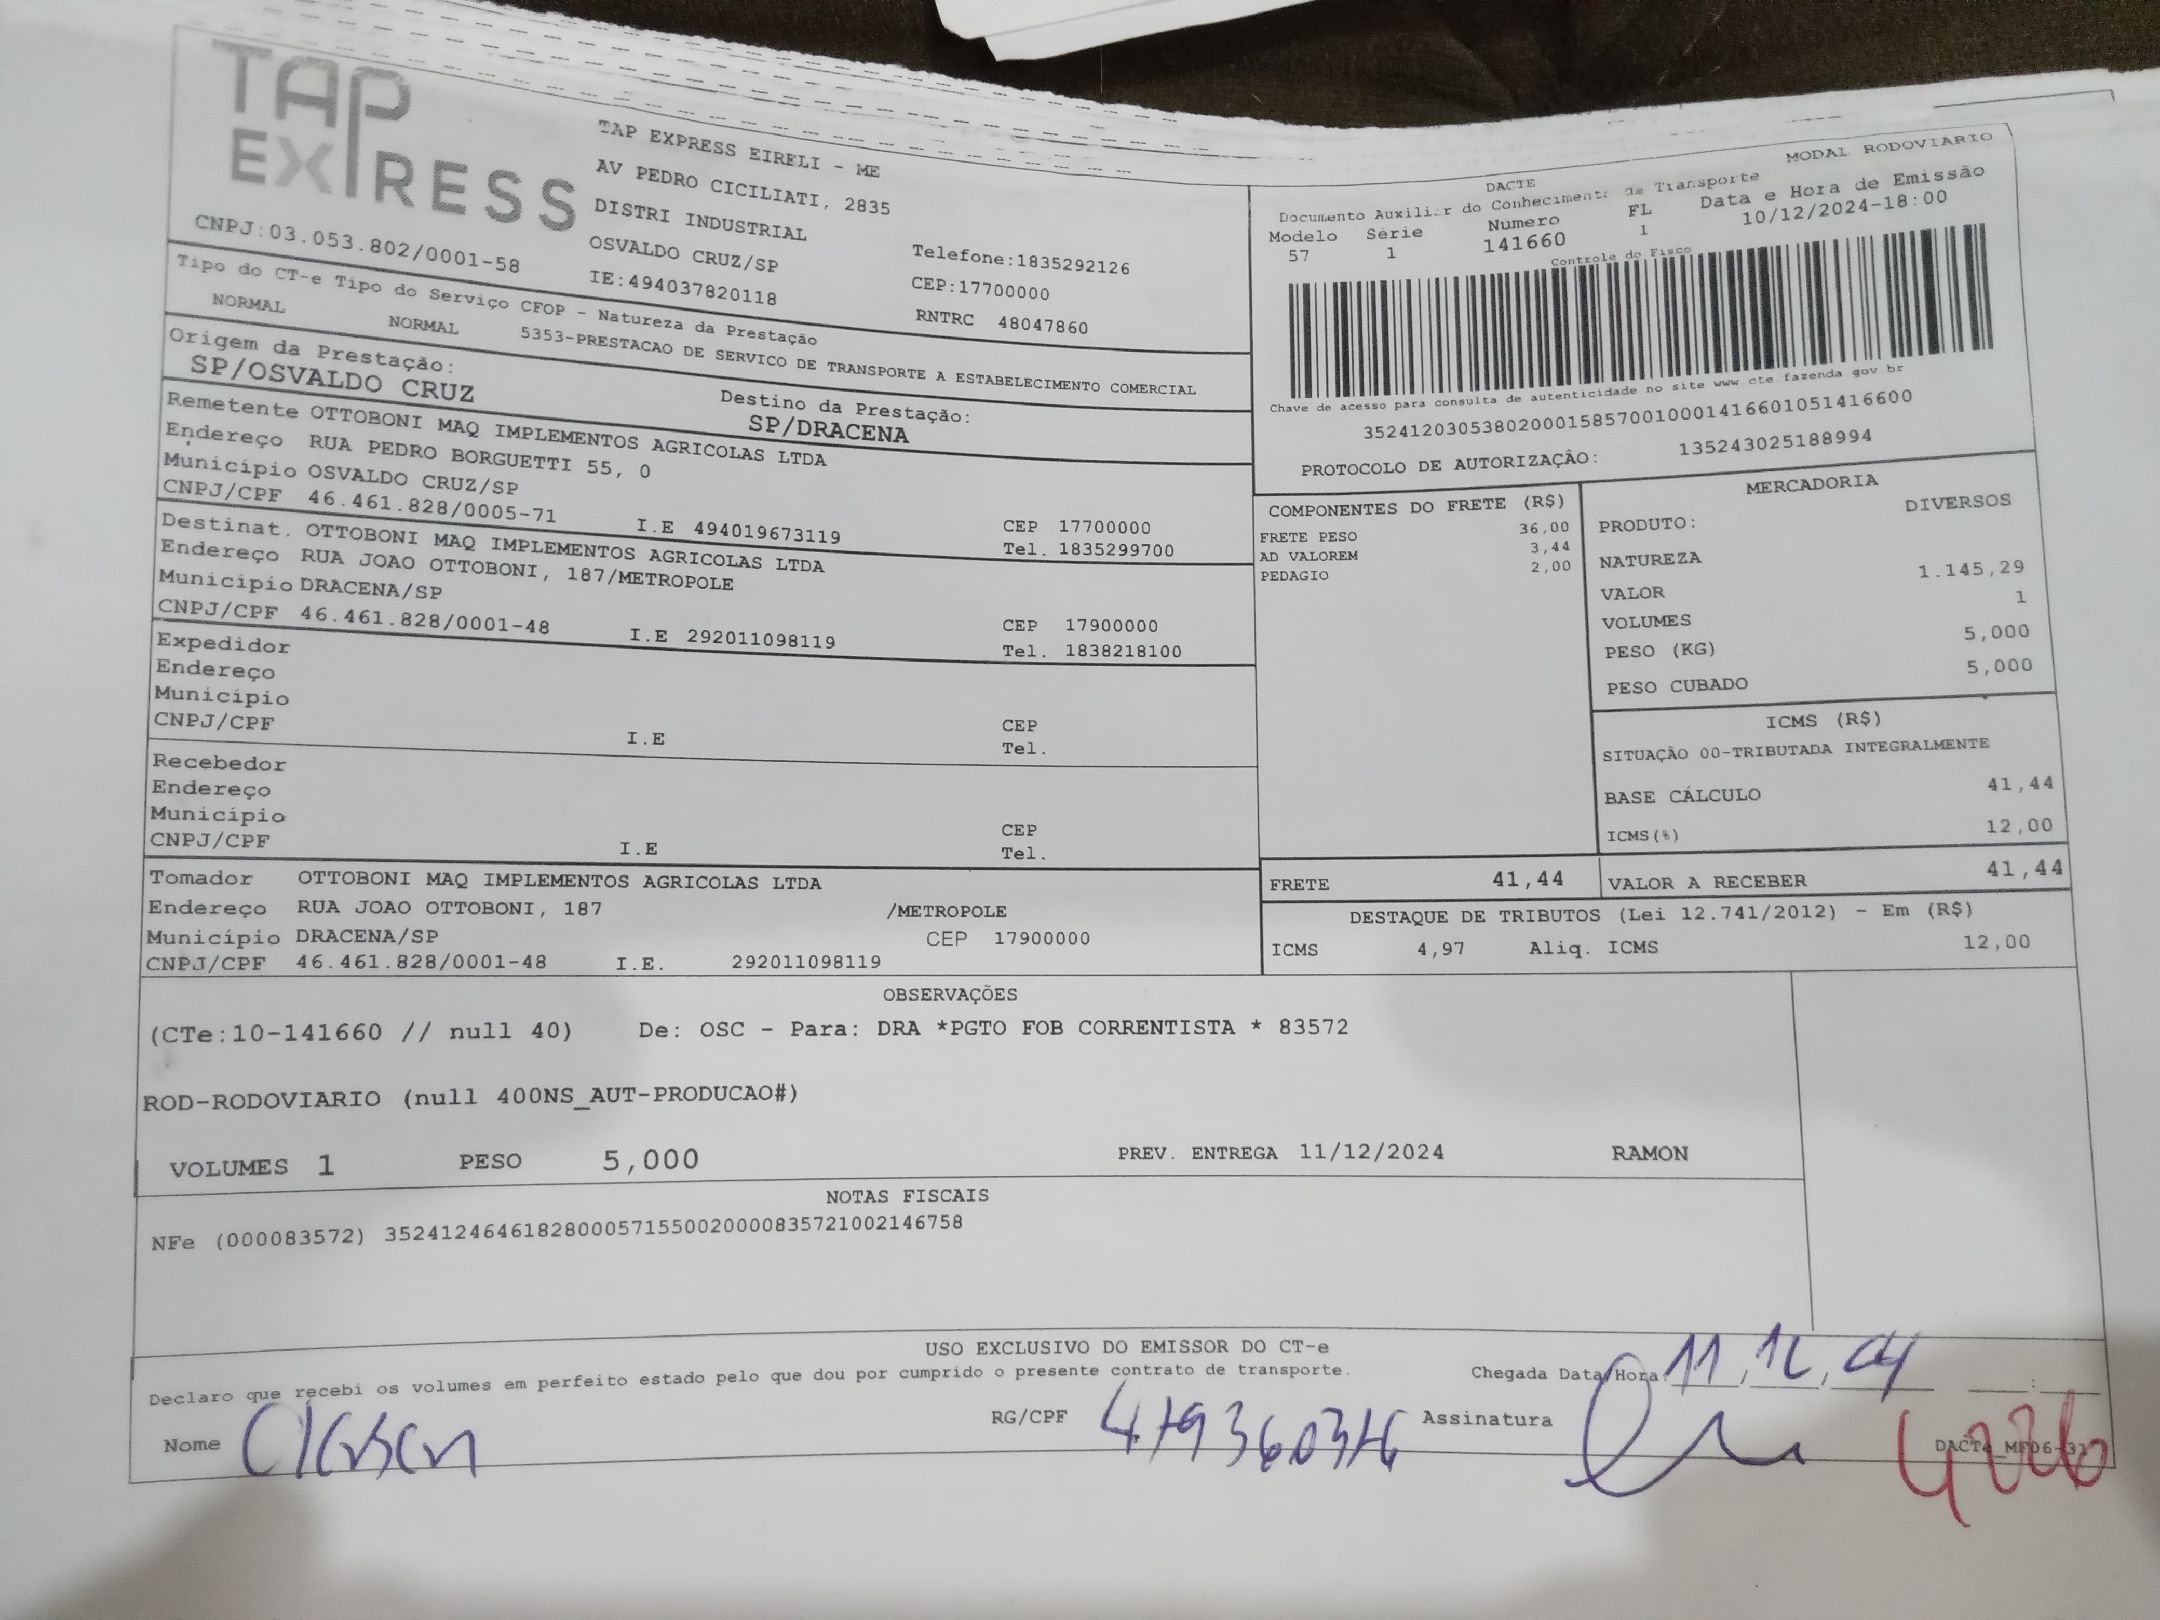 TAP
EXPRESS
CNPJ:03.053.802/0001-58
TAP EXPRESS EIRELI - ME
AV PEDRO CICILIATI, 2835
DISTRI INDUSTRIAL
OSVALDO CRUZ/SP
IE:494037820118
Telefone:1835292126
CEP:17700000
RNTRC 48047860
Tipo do CT-e Tipo do Serviço CFOP - Natureza da Prestação
NORMAL NORMAL 5353-PRESTACAO DE SERVICO DE TRANSPORTE A ESTABELECIMENTO COMERCIAL
Origem da Prestação:
SP/OSVALDO CRUZ
Destino da Prestação:
SP/DRACENA
Remetente OTTOBONI MAQ IMPLEMENTOS AGRICOLAS LTDA
Endereço RUA PEDRO BORGUETTI 55, 0
Município OSVALDO CRUZ/SP
CEP 17700000
CNPJ/CPF 46.461.828/0005-71 I.E 494019673119 Tel. 1835299700
Destinat. OTTOBONI MAQ IMPLEMENTOS AGRICOLAS LTDA
Endereço RUA JOAO OTTOBONI, 187/METROPOLE
Município DRACENA/SP CEP 17900000
CNPJ/CPF 46.461.828/0001-48 I.E 292011098119 Tel. 1838218100
Expedidor
Endereço
Município CEP
CNPJ/CPF I.E Tel.
Recebedor
Endereço
Município CEP
CNPJ/CPF I.E Tel.
Tomador OTTOBONI MAQ IMPLEMENTOS AGRICOLAS LTDA
Endereço RUA JOAO OTTOBONI, 187 /METROPOLE
Município DRACENA/SP CEP 17900000
CNPJ/CPF 46.461.828/0001-48 I.E. 292011098119
DACTE MODAL RODOVIARIO
Documento Auxiliar do Conhecimento de Transporte
Modelo Série Número FL Data e Hora de Emissão
57 1 141660 1 10/12/2024-18:00
Controle do Fisco
Chave de acesso para consulta de autenticidade no site www.cte.fazenda gov br
35241203053802000158570010001416601051416600
PROTOCOLO DE AUTORIZAÇÃO: 135243025188994
COMPONENTES DO FRETE (R$)
FRETE PESO 36,00
AD VALOREM 3,44
PEDAGIO 2,00
MERCADORIA
PRODUTO: DIVERSOS
NATUREZA
VALOR 1.145,29
VOLUMES 1
PESO (KG) 5,000
PESO CUBADO 5,000
ICMS (R$)
SITUAÇÃO 00-TRIBUTADA INTEGRALMENTE
BASE CÁLCULO 41,44
ICMS(%) 12,00
FRETE 41,44 VALOR A RECEBER 41,44
DESTAQUE DE TRIBUTOS (Lei 12.741/2012) - Em (R$)
ICMS 4,97 Aliq. ICMS 12,00
OBSERVAÇÕES
(CTe:10-141660 // null 40) De: OSC - Para: DRA *PGTO FOB CORRENTISTA * 83572
ROD-RODOVIARIO (null 400NS_AUT-PRODUCAO#)
VOLUMES 1 PESO 5,000 PREV. ENTREGA 11/12/2024 RAMON
NOTAS FISCAIS
NFe (000083572) 35241246461828000571550020000835721002146758
USO EXCLUSIVO DO EMISSOR DO CT-e
Declaro que recebi os volumes em perfeito estado pelo que dou por cumprido o presente contrato de transporte.
Chegada Data/Hora 11,12,24
Nome RG/CPF Assinatura